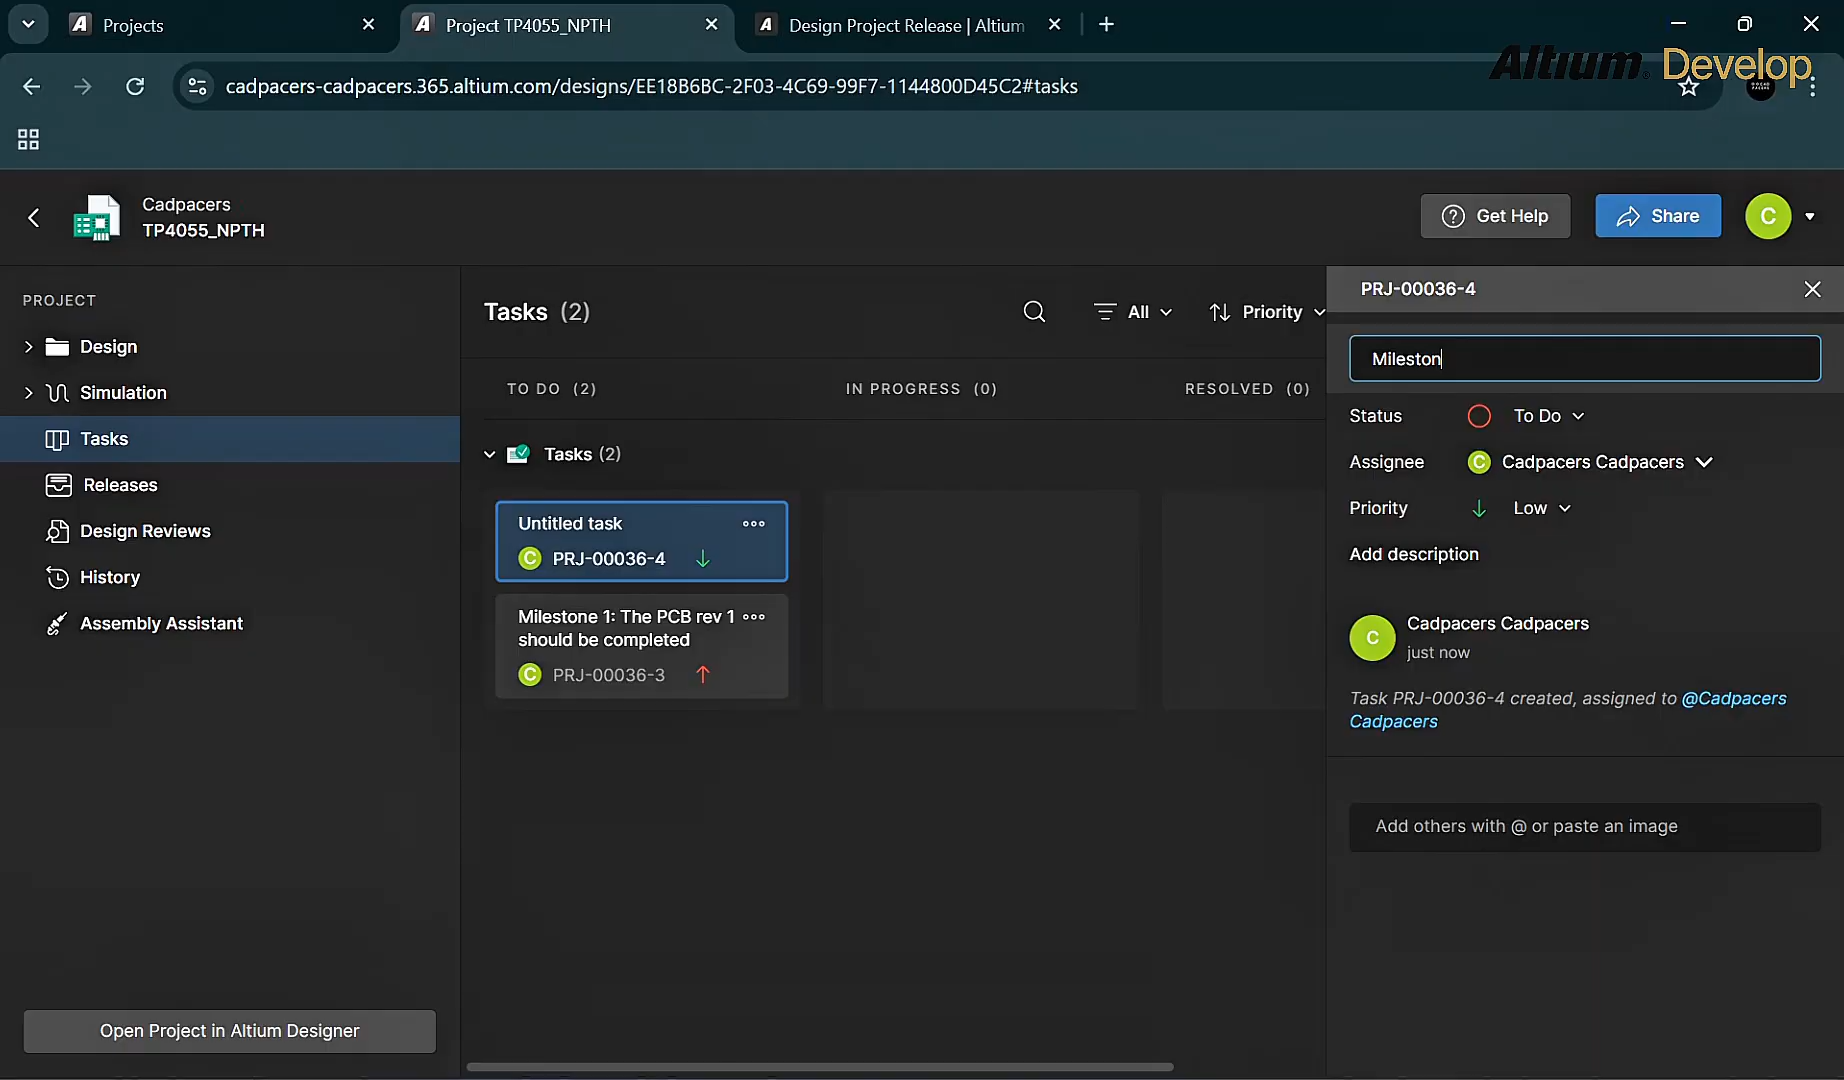 Projects
Project TP4055_NPTH
Design Project Release | Altium
Altium. Develop
cadpacers-cadpacers.365.altium.com/designs/EE18B6BC-2F03-4C69-99F7-1144800D45C2#tasks
Cadpacers
TP4055_NPTH
Get Help
Share
C
PROJECT
Design
Simulation
Tasks
Releases
Design Reviews
History
Assembly Assistant
Open Project in Altium Designer
Tasks (2)
All
Priority
TO DO (2)
IN PROGRESS (0)
RESOLVED (0)
Tasks (2)
Untitled task
C PRJ-00036-4
Milestone 1: The PCB rev 1
should be completed
C PRJ-00036-3
PRJ-00036-4
Mileston
Status To Do
Assignee C Cadpacers Cadpacers
Priority Low
Add description
C
Cadpacers Cadpacers
just now
Task PRJ-00036-4 created, assigned to @Cadpacers
Cadpacers
Add others with @ or paste an image